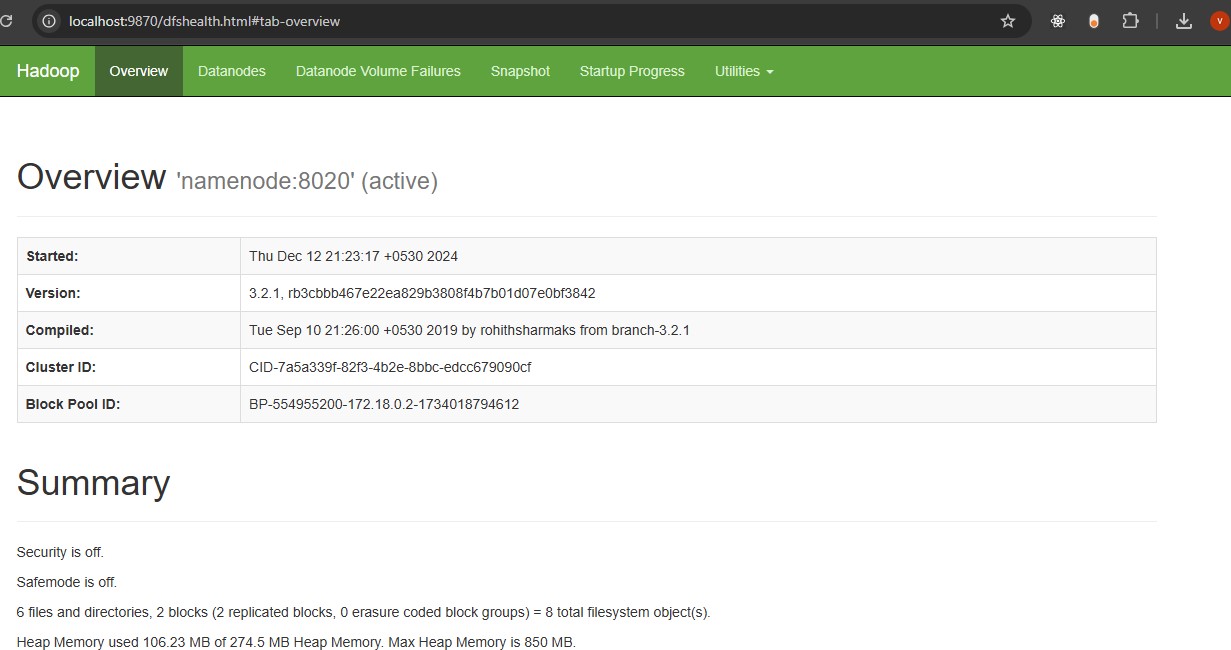 localhost:9870/dfshealth.html#tab-overview
V
Hadoop Overview Datanodes Datanode Volume Failures Snapshot Startup Progress Utilities
Overview 'namenode:8020' (active)
Started: Thu Dec 12 21:23:17 +0530 2024
Version: 3.2.1, rb3cbbb467e22ea829b3808f4b7b01d07e0bf3842
Compiled: Tue Sep 10 21:26:00 +0530 2019 by rohithsharmaks from branch-3.2.1
Cluster ID: CID-7a5a339f-82f3-4b2e-8bbc-edcc679090cf
Block Pool ID: BP-554955200-172.18.0.2-1734018794612
Summary
Security is off.
Safemode is off.
6 files and directories, 2 blocks (2 replicated blocks, 0 erasure coded block groups) = 8 total filesystem object(s).
Heap Memory used 106.23 MB of 274.5 MB Heap Memory. Max Heap Memory is 850 MB.